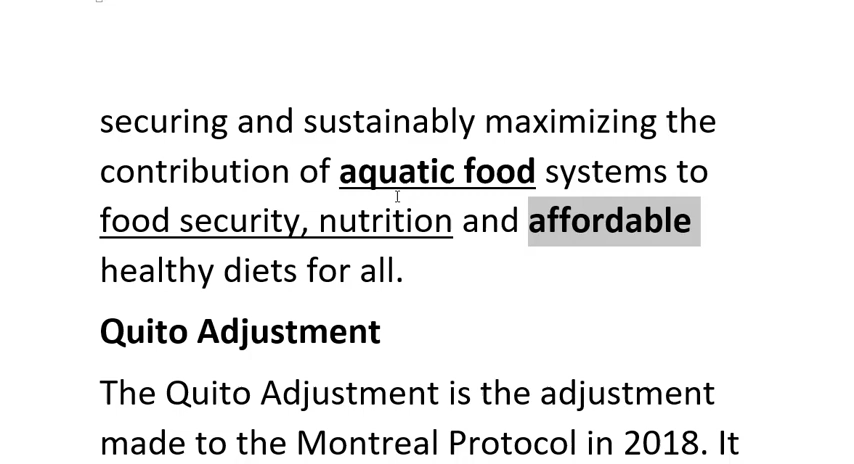 securing and sustainably maximizing the
contribution of aquatic food systems to
food security, nutrition and affordable
healthy diets for all.
Quito Adjustment
The Quito Adjustment is the adjustment
made to the Montreal Protocol in 2018. It